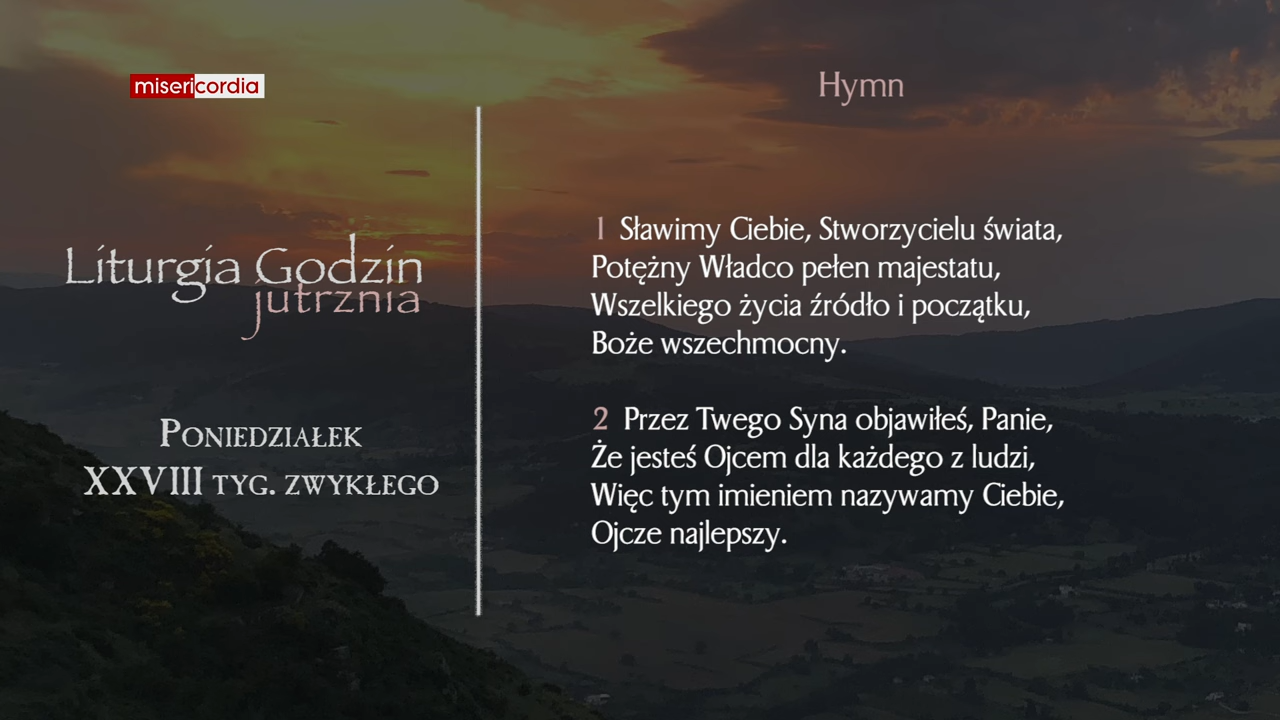 misericordia
Liturgia Godzin
jutrznia
Poniedziałek
XXVIII tyg. zwykłego
Hymn
1 Sławimy Ciebie, Stworzycielu świata,
Potężny Władco pełen majestatu,
Wszelkiego życia źródło i początku,
Boże wszechmocny.
2 Przez Twego Syna objawiłeś, Panie,
Że jesteś Ojcem dla każdego z ludzi,
Więc tym imieniem nazywamy Ciebie,
Ojcze najlepszy.